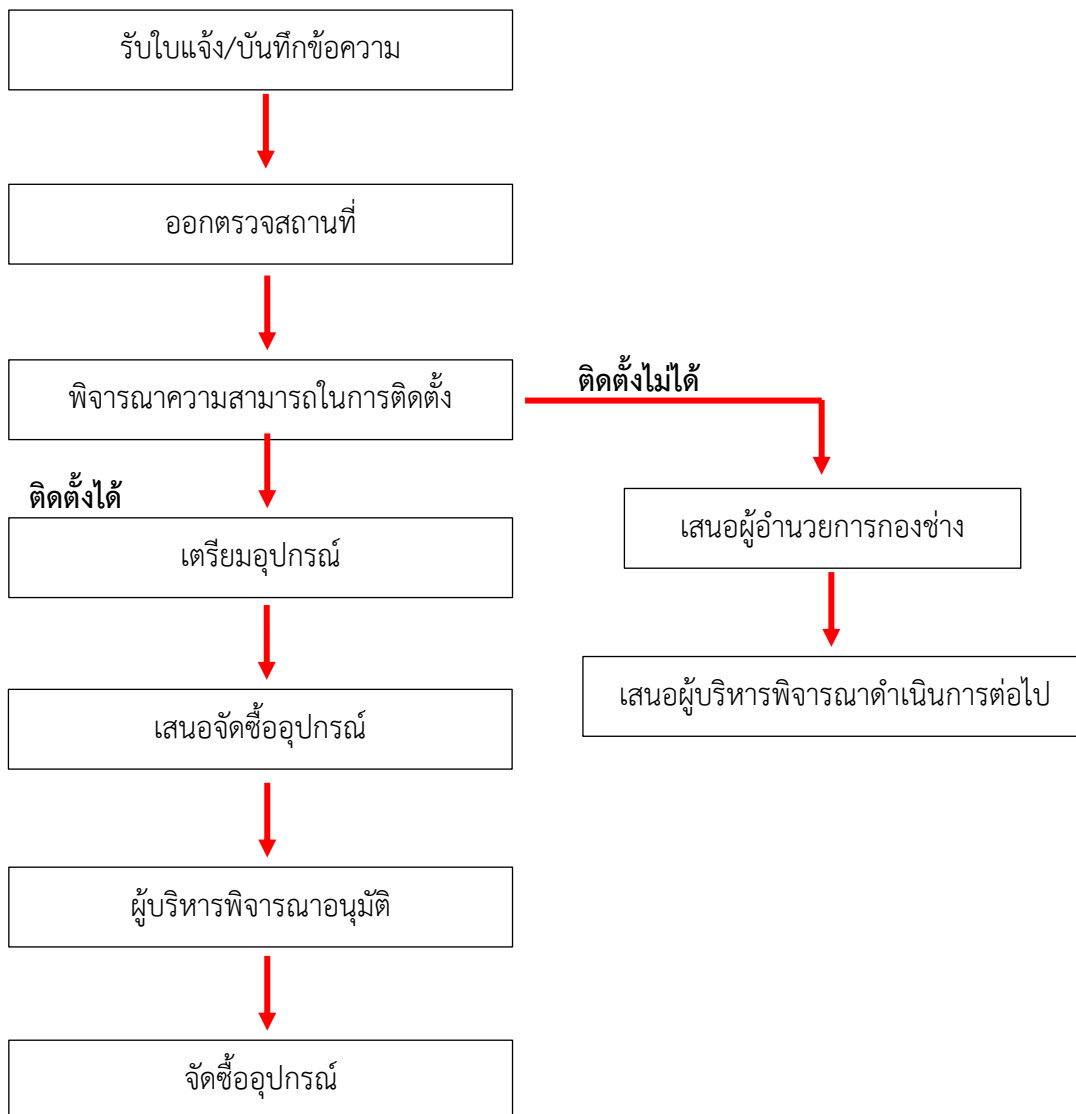 รับใบแจ้ง/บันทึกข้อความ
ออกตรวจสถานที่
พิจารณาความสามารถในการติดตั้ง
ติดตั้งไม่ได้
ติดตั้งได้
เตรียมอุปกรณ์
เสนอผู้อำนวยการกองช่าง
เสนอจัดซื้ออุปกรณ์
เสนอผู้บริหารพิจารณาดำเนินการต่อไป
ผู้บริหารพิจารณาอนุมัติ
จัดซื้ออุปกรณ์